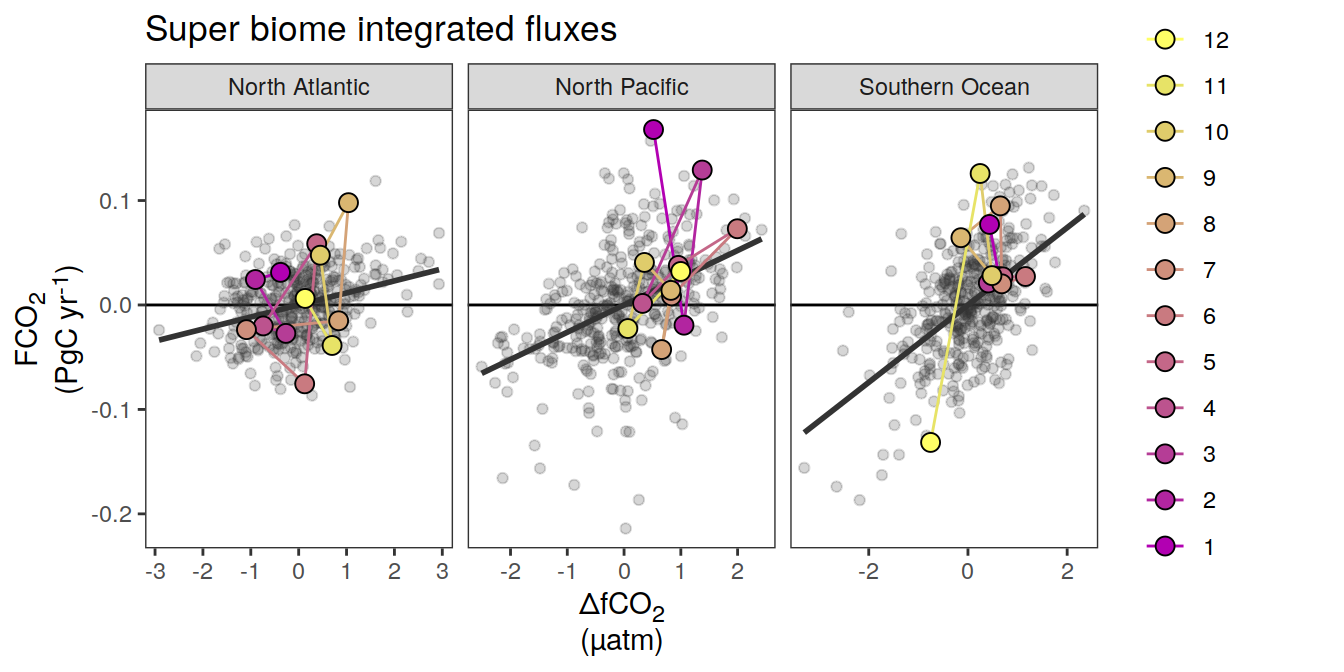 Super biome integrated fluxes
North Atlantic
North Pacific
Southern Ocean
FCO₂
(PgC yr⁻¹)
0.1
0.0
-0.1
-0.2
-3 -2 -1 0 1 2 3
-2 -1 0 1 2
-2 0 2
ΔfCO₂
(µatm)
12
11
10
9
8
7
6
5
4
3
2
1